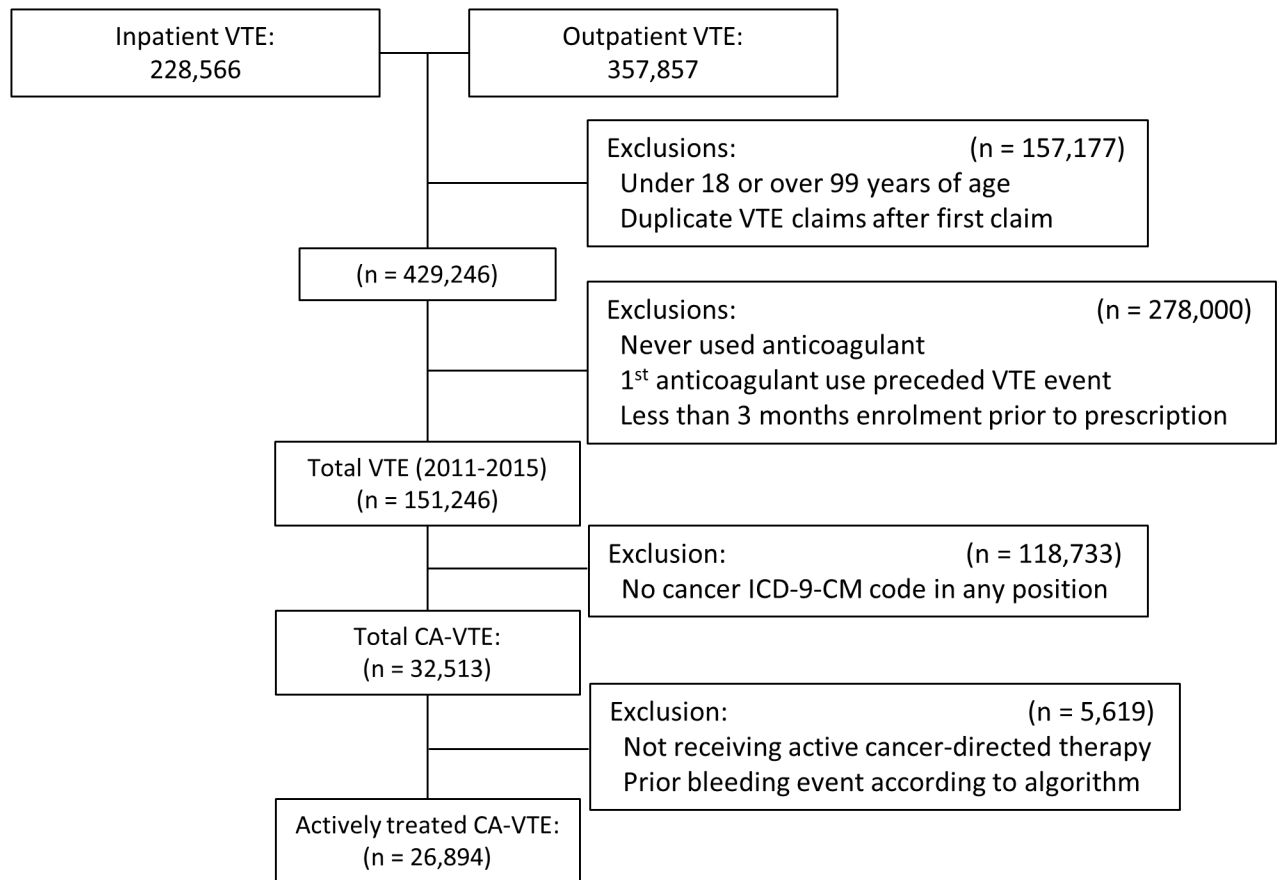 Inpatient VTE:
228,566
Outpatient VTE:
357,857
Exclusions: (n = 157,177)
Under 18 or over 99 years of age
Duplicate VTE claims after first claim
(n = 429,246)
Exclusions: (n = 278,000)
Never used anticoagulant
1st anticoagulant use preceded VTE event
Less than 3 months enrolment prior to prescription
Total VTE (2011-2015)
(n = 151,246)
Exclusion: (n = 118,733)
No cancer ICD-9-CM code in any position
Total CA-VTE:
(n = 32,513)
Exclusion: (n = 5,619)
Not receiving active cancer-directed therapy
Prior bleeding event according to algorithm
Actively treated CA-VTE:
(n = 26,894)